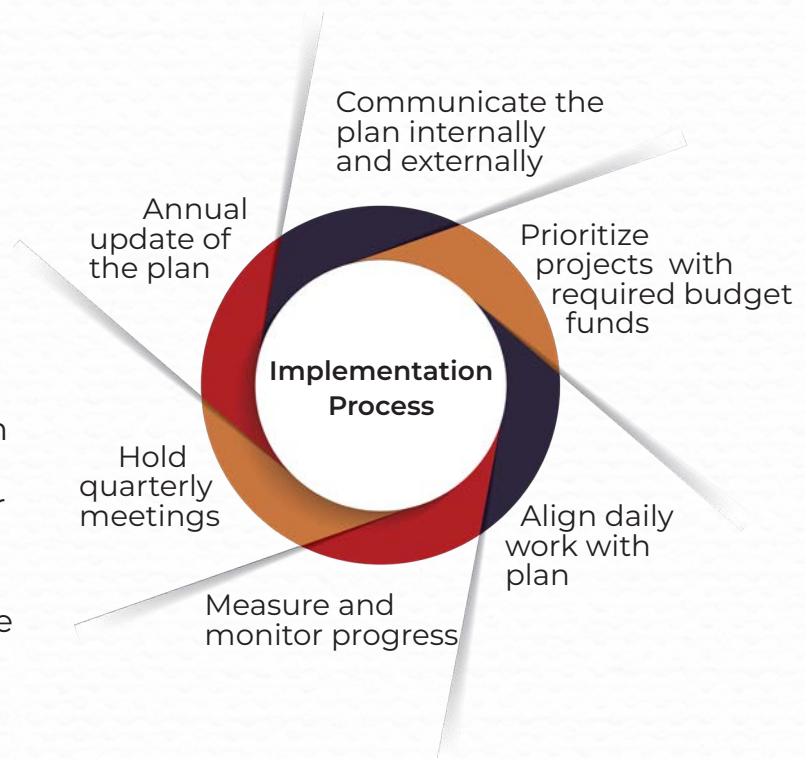 Communicate the
plan internally
and externally
Prioritize
projects with
required budget
funds
Align daily
work with
plan
Measure and
monitor progress
Hold
quarterly
meetings
Annual
update of
the plan
Implementation
Process